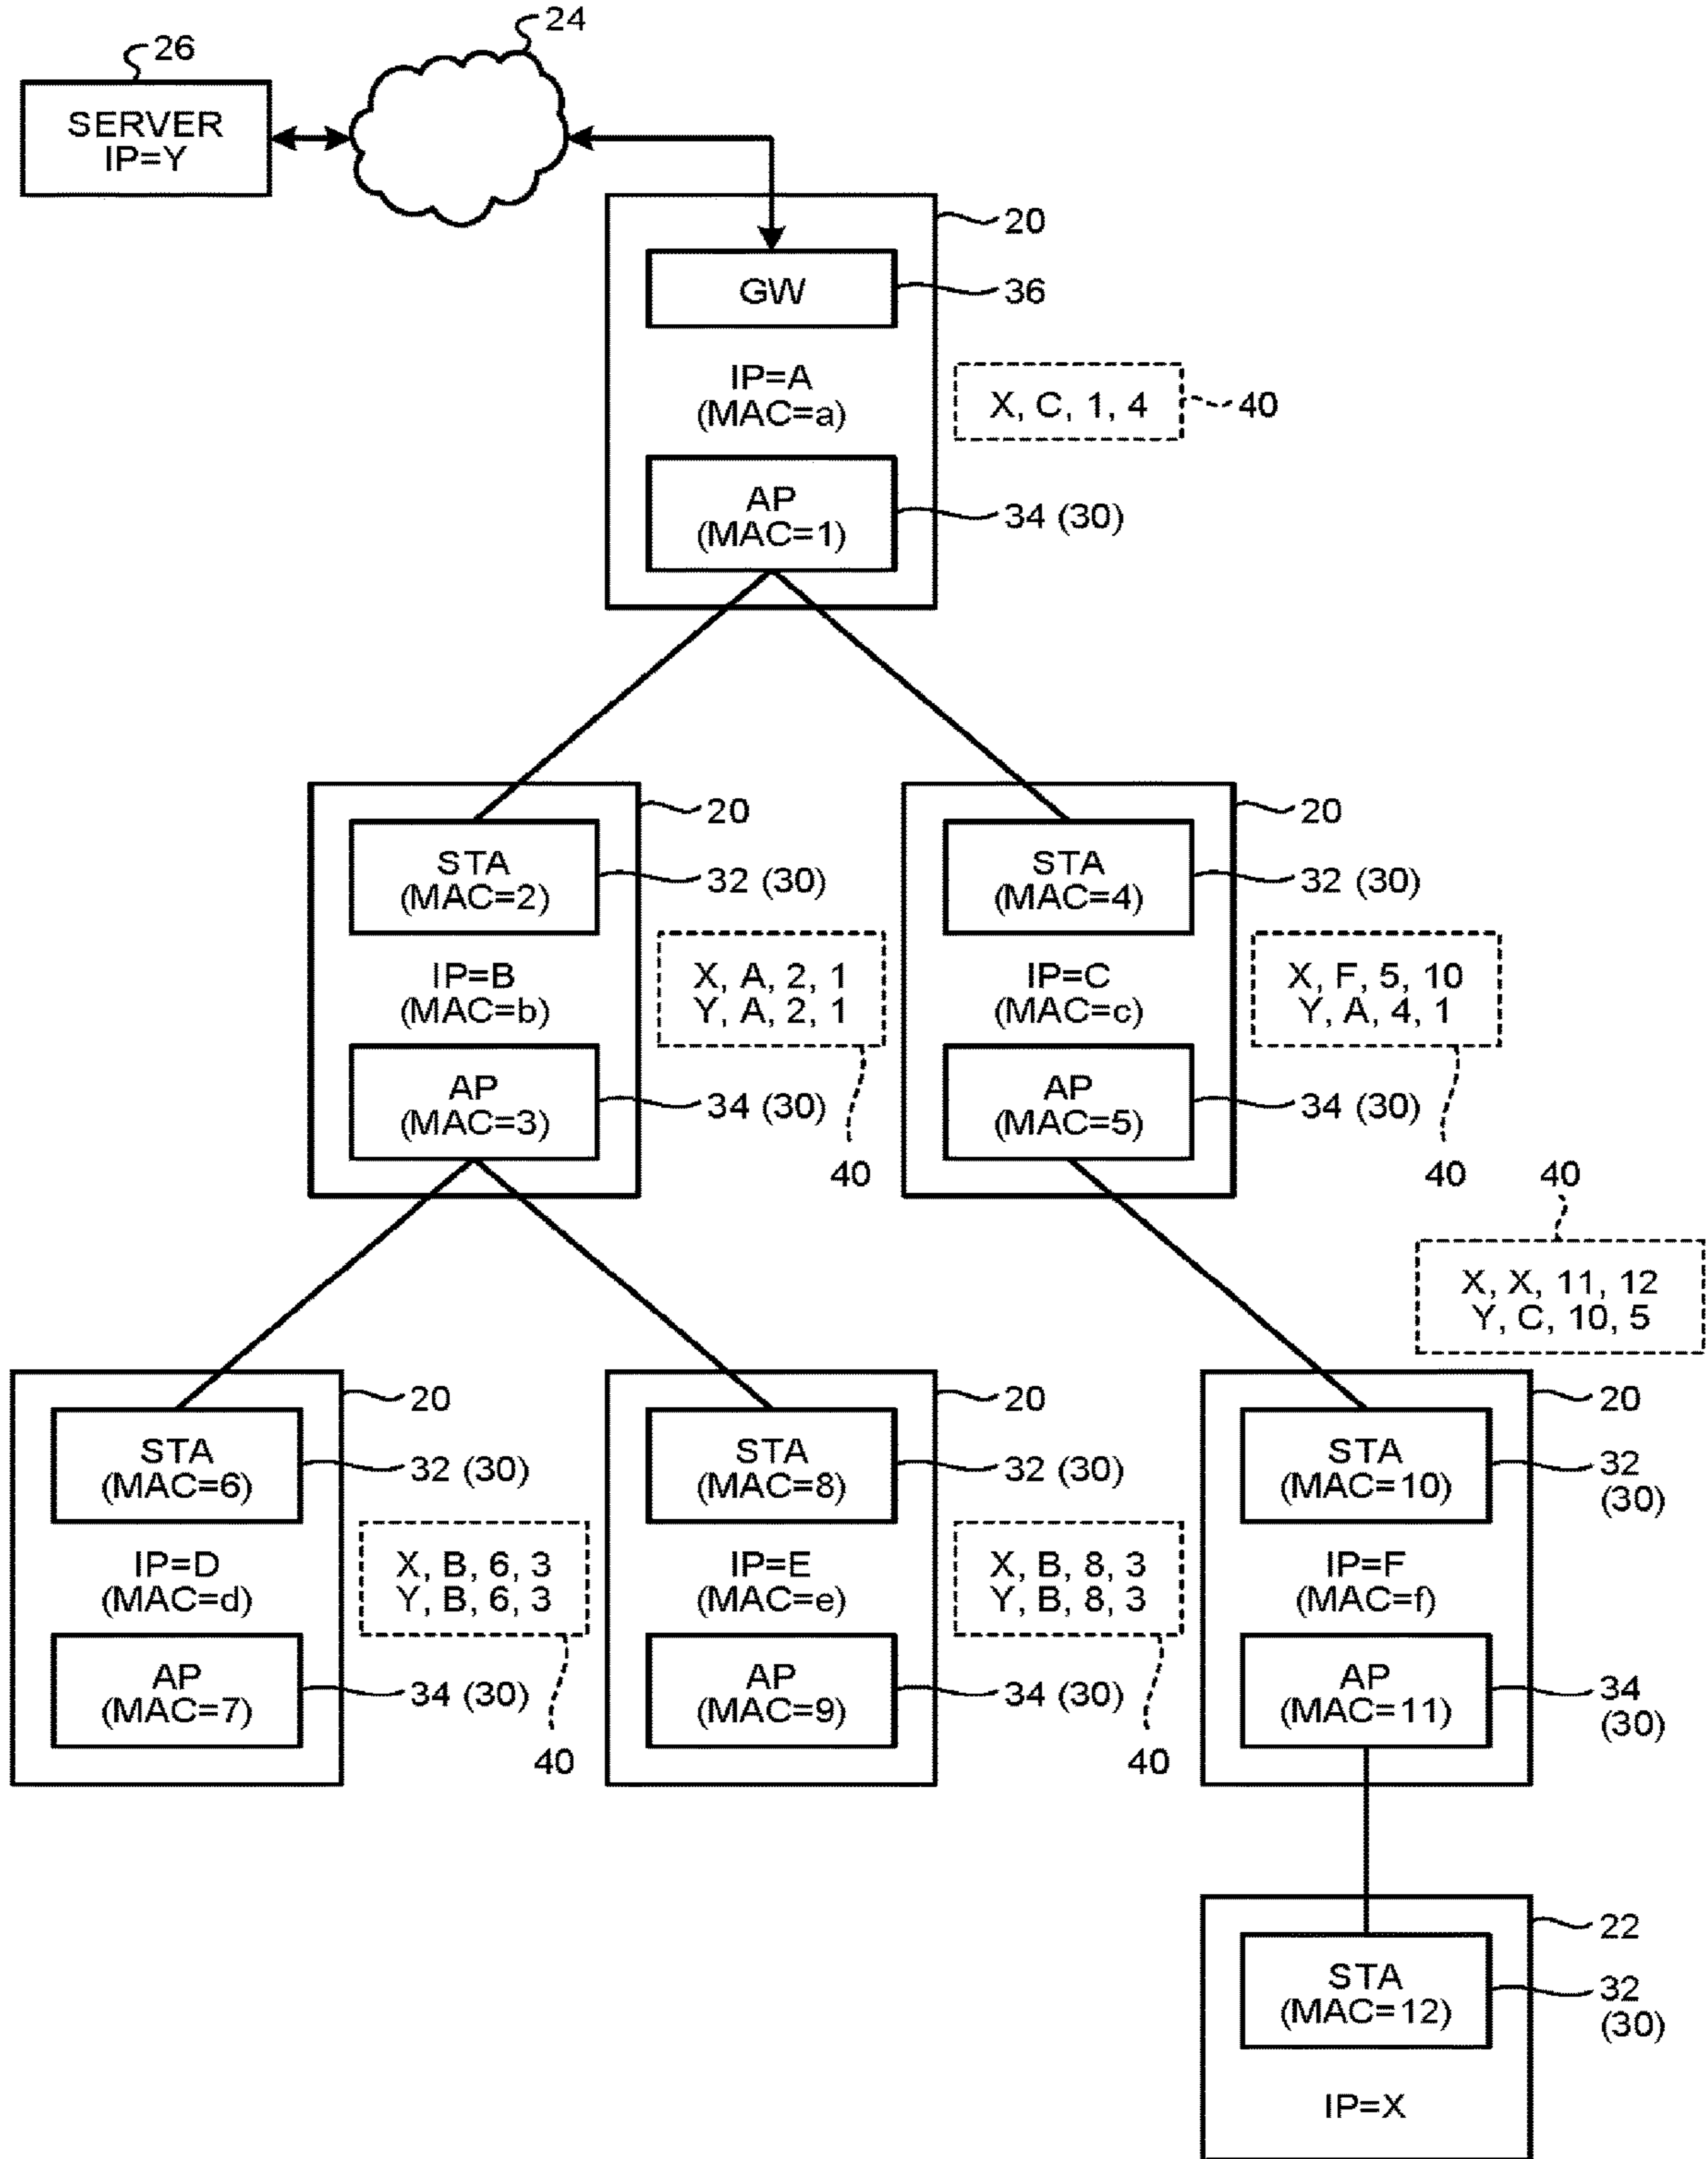 24
26
SERVER
IP=Y
20
GW
36
IP=A
(MAC=a)
X, C, 1, 4
40
AP
(MAC=1)
34 (30)
20
STA
(MAC=2)
32 (30)
IP=B
(MAC=b)
X, A, 2, 1
Y, A, 2, 1
AP
(MAC=3)
34 (30)
40
20
STA
(MAC=4)
32 (30)
IP=C
(MAC=c)
X, F, 5, 10
Y, A, 4, 1
AP
(MAC=5)
34 (30)
40
40
X, X, 11, 12
Y, C, 10, 5
20
STA
(MAC=6)
32 (30)
IP=D
(MAC=d)
X, B, 6, 3
Y, B, 6, 3
AP
(MAC=7)
34 (30)
40
20
STA
(MAC=8)
32 (30)
IP=E
(MAC=e)
X, B, 8, 3
Y, B, 8, 3
AP
(MAC=9)
34 (30)
40
20
STA
(MAC=10)
32
(30)
IP=F
(MAC=f)
AP
(MAC=11)
34
(30)
22
STA
(MAC=12)
32
(30)
IP=X